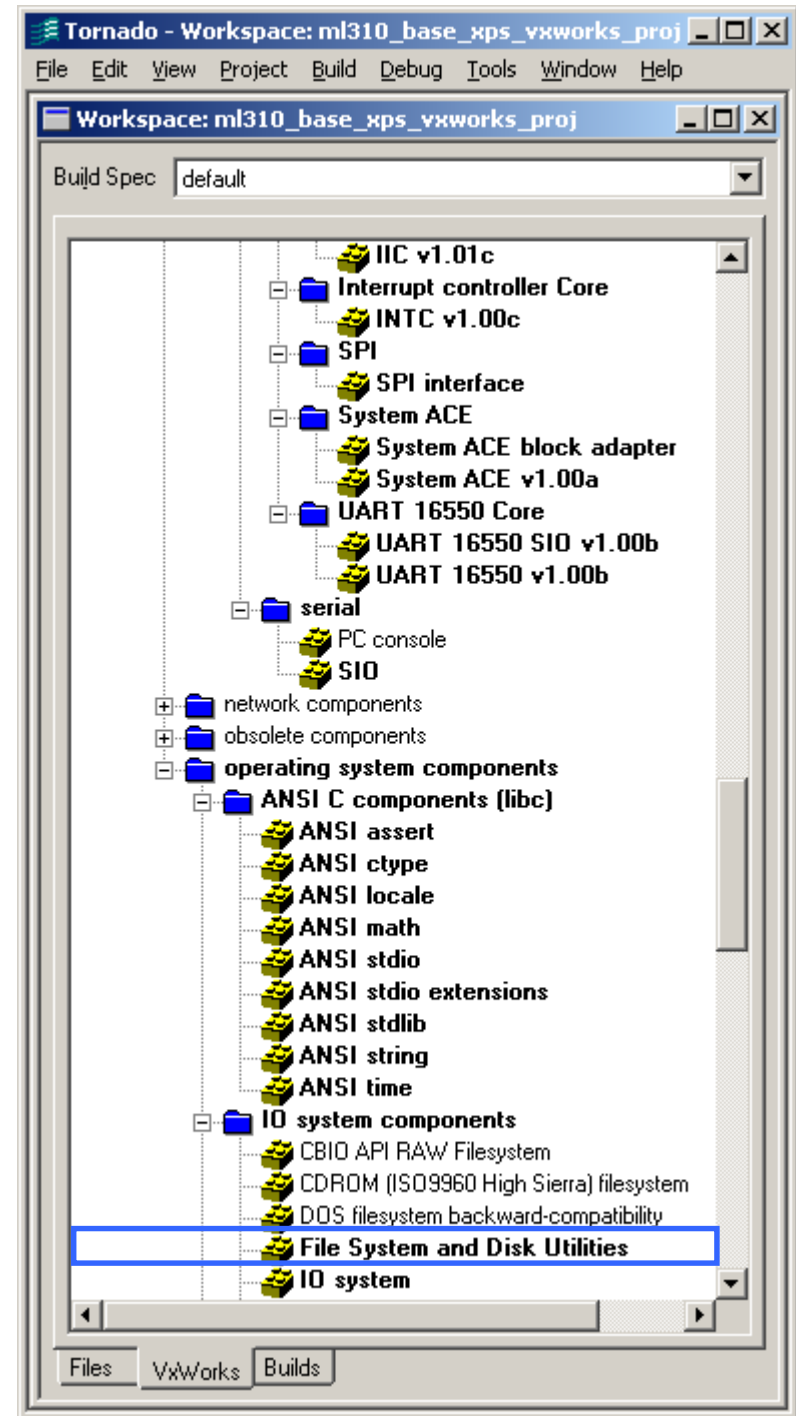 Tornado - Workspace: ml310_base_xps_vxworks_proj
File Edit View Project Build Debug Tools Window Help
Workspace: ml310_base_xps_vxworks_proj
Build Spec default
IIC v1.01c
Interrupt controller Core
INTC v1.00c
SPI
SPI interface
System ACE
System ACE block adapter
System ACE v1.00a
UART 16550 Core
UART 16550 SIO v1.00b
UART 16550 v1.00b
serial
PC console
SIO
network components
obsolete components
operating system components
ANSI C components (libc)
ANSI assert
ANSI ctype
ANSI locale
ANSI math
ANSI stdio
ANSI stdio extensions
ANSI stdlib
ANSI string
ANSI time
IO system components
CBIO API RAW Filesystem
CDROM (ISO9960 High Sierra) filesystem
DOS filesystem backward-compatibility
File System and Disk Utilities
IO system
Files VxWorks Builds